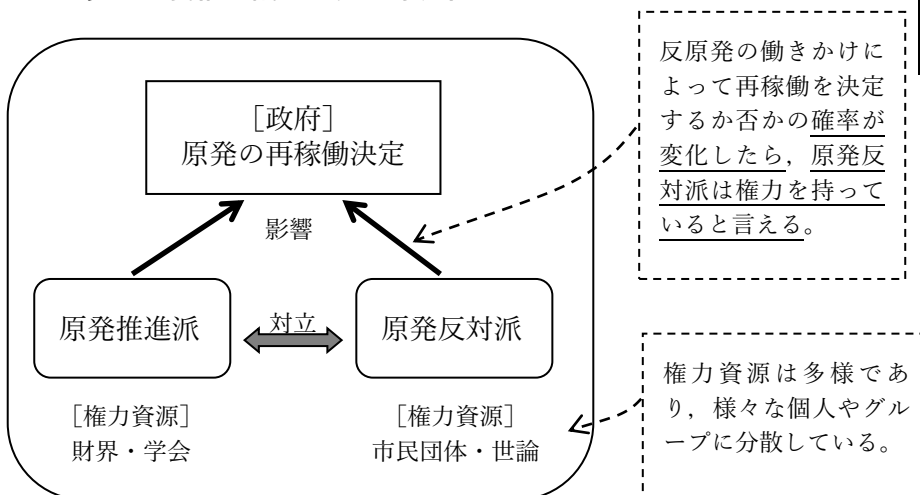 ［政府］
原発の再稼働決定
影響
原発推進派
対立
原発反対派
［権力資源］
財界・学会
［権力資源］
市民団体・世論
反原発の働きかけに
よって再稼働を決定
するか否かの確率が
変化したら，原発反
対派は権力を持って
いると言える。
権力資源は多様であ
り，様々な個人やグル
ープに分散している。